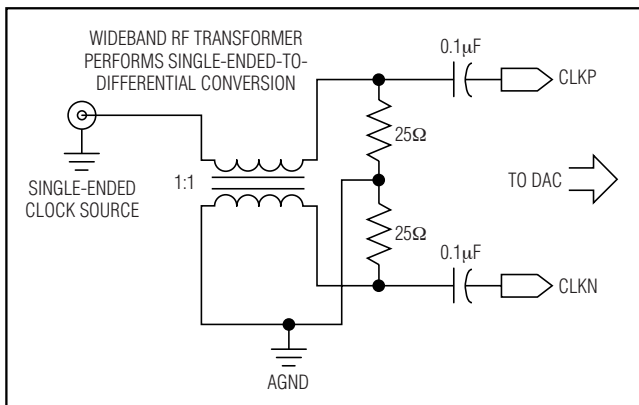 WIDEBAND RF TRANSFORMER
PERFORMS SINGLE-ENDED-TO-
DIFFERENTIAL CONVERSION
0.1μF
CLKP
25Ω
SINGLE-ENDED
CLOCK SOURCE
1:1
TO DAC
25Ω
0.1μF
CLKN
AGND